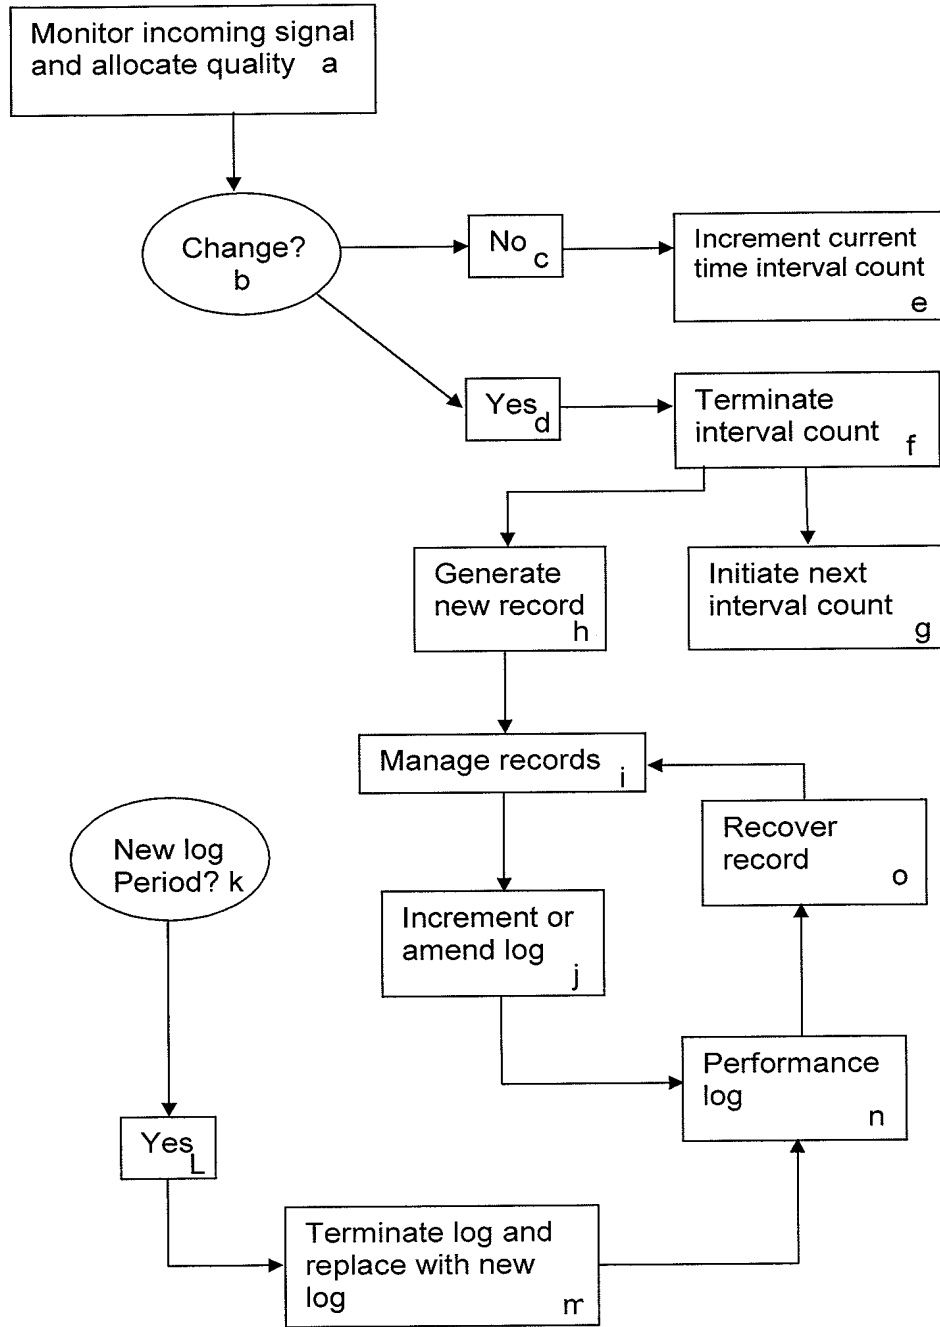 Monitor incoming signal
and allocate quality a
Change?
b
No c
Increment current
time interval count
e
Yes d
Terminate
interval count f
Generate
new record
h
Initiate next
interval count
g
Manage records i
New log
Period? k
Recover
record
o
Increment or
amend log
j
Performance
log
n
Yes L
Terminate log and
replace with new
log m